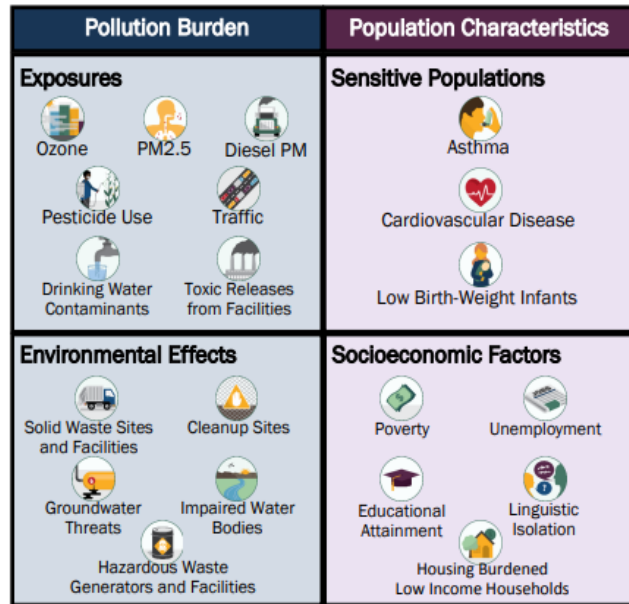 Pollution Burden
Population Characteristics
Exposures
Ozone
PM2.5
Diesel PM
Pesticide Use
Traffic
Drinking Water
Contaminants
Toxic Releases
from Facilities
Sensitive Populations
Asthma
Cardiovascular Disease
Low Birth-Weight Infants
Environmental Effects
Solid Waste Sites
and Facilities
Cleanup Sites
Groundwater
Threats
Impaired Water
Bodies
Hazardous Waste
Generators and Facilities
Socioeconomic Factors
Poverty
Unemployment
Educational
Attainment
Linguistic
Isolation
Housing Burdened
Low Income Households